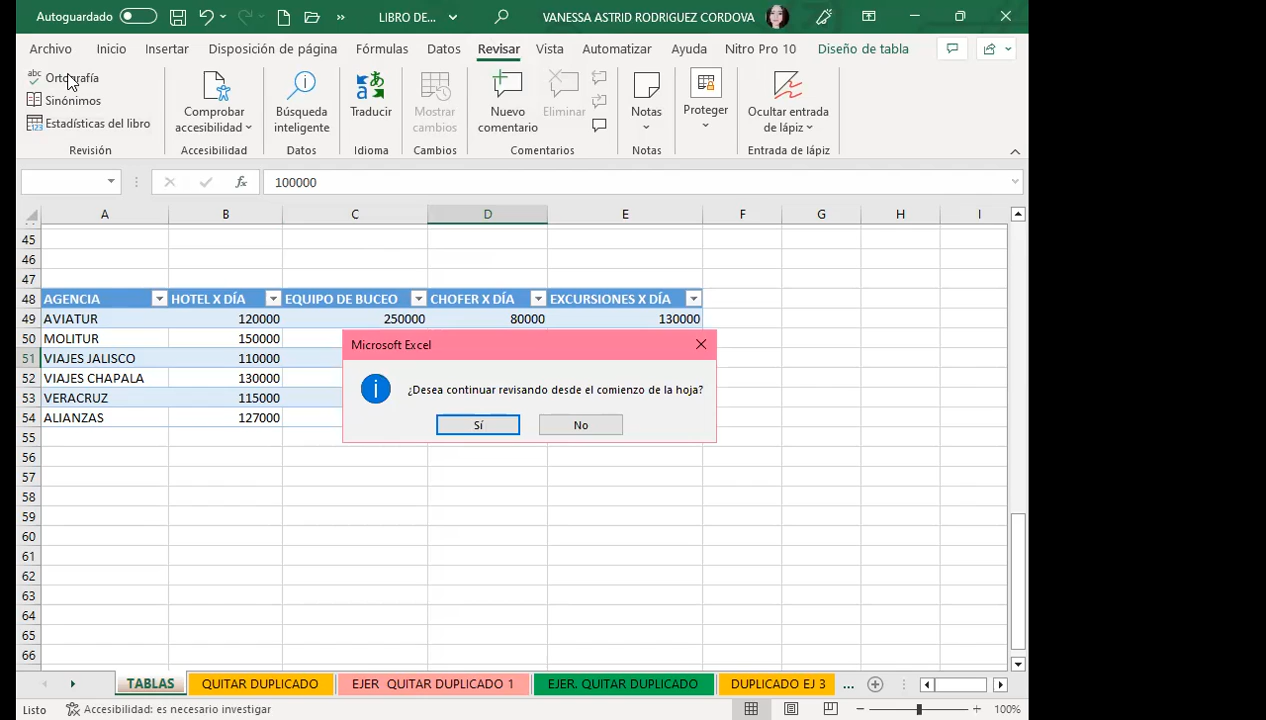 Autoguardado LIBRO DE... VANESSA ASTRID RODRIGUEZ CORDOVA
Archivo Inicio Insertar Disposición de página Fórmulas Datos Revisar Vista Automatizar Ayuda Nitro Pro 10 Diseño de tabla
abc Ortografía
Sinónimos
123 Estadísticas del libro
Revisión
Comprobar accesibilidad
Accesibilidad
Búsqueda inteligente
Datos
Traducir
Idioma
Mostrar cambios
Cambios
Nuevo comentario
Eliminar
Comentarios
Notas
Notas
Proteger
Ocultar entrada de lápiz
Entrada de lápiz
fx 100000
A B C D E F G H I
45
46
47
48 AGENCIA HOTEL X DÍA EQUIPO DE BUCEO CHOFER X DÍA EXCURSIONES X DÍA
49 AVIATUR 120000 250000 80000 130000
50 MOLITUR 150000
51 VIAJES JALISCO 110000
52 VIAJES CHAPALA 130000
53 VERACRUZ 115000
54 ALIANZAS 127000
55
56
57
58
59
60
61
62
63
64
65
66
Microsoft Excel
¿Desea continuar revisando desde el comienzo de la hoja?
Sí No
TABLAS QUITAR DUPLICADO EJER QUITAR DUPLICADO 1 EJER. QUITAR DUPLICADO DUPLICADO EJ 3 ...
Listo Accesibilidad: es necesario investigar 100%